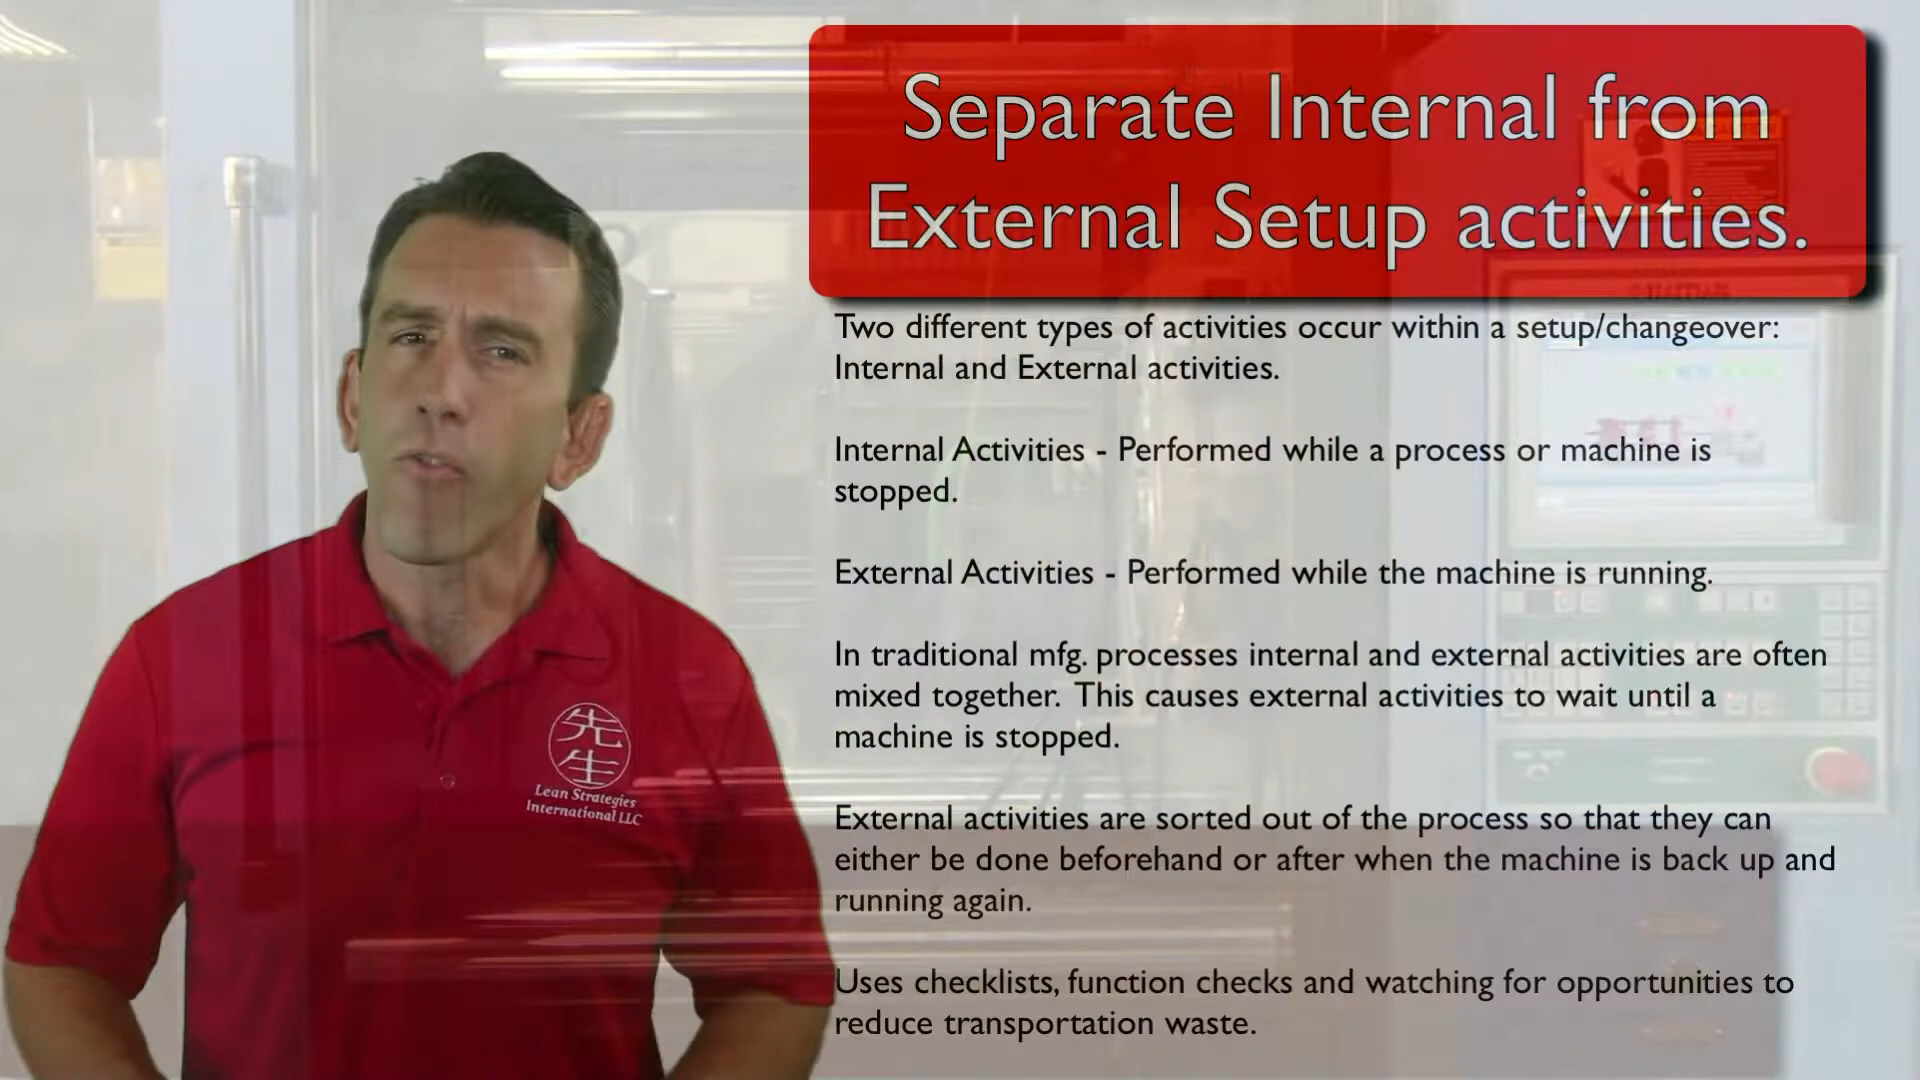 Separate Internal from
External Setup activities.
Two different types of activities occur within a setup/changeover:
Internal and External activities.
Internal Activities - Performed while a process or machine is
stopped.
External Activities - Performed while the machine is running.
In traditional mfg. processes internal and external activities are often
mixed together. This causes external activities to wait until a
machine is stopped.
External activities are sorted out of the process so that they can
either be done beforehand or after when the machine is back up and
running again.
Uses checklists, function checks and watching for opportunities to
reduce transportation waste.
先
生
Lean Strategies
International LLC